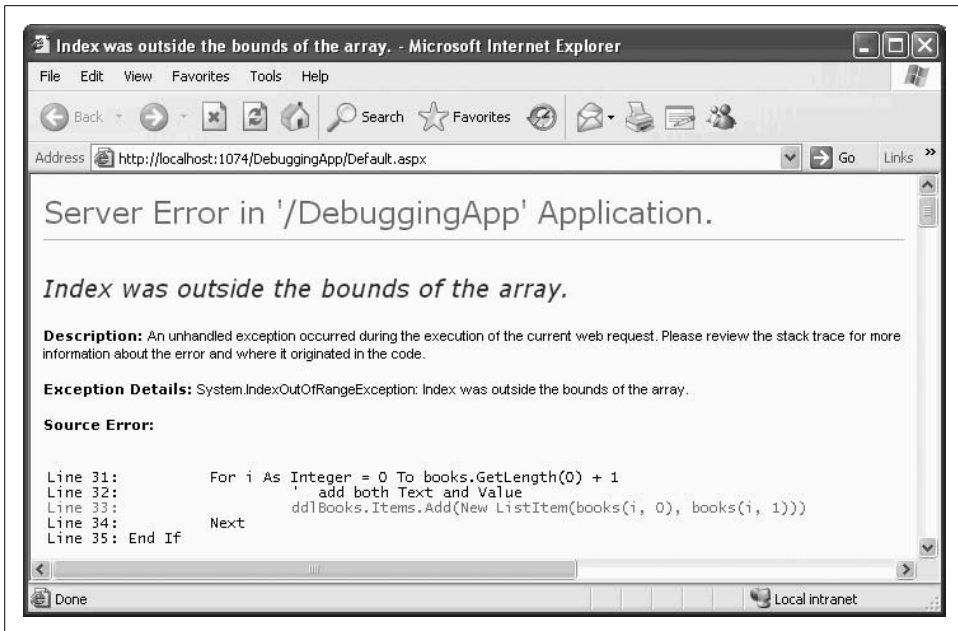 Index was outside the bounds of the array. - Microsoft Internet Explorer
File Edit View Favorites Tools Help
Back Search Favorites
Address http://localhost:1074/DebuggingApp/Default.aspx Go Links »
Server Error in '/DebuggingApp' Application.
Index was outside the bounds of the array.
Description: An unhandled exception occurred during the execution of the current web request. Please review the stack trace for more
information about the error and where it originated in the code.
Exception Details: System.IndexOutOfRangeException: Index was outside the bounds of the array.
Source Error:
Line 31: For i As Integer = 0 To books.GetLength(0) + 1
Line 32: ' add both Text and Value
Line 33: ddlBooks.Items.Add(New ListItem(books(i, 0), books(i, 1)))
Line 34: Next
Line 35: End If
Done Local intranet